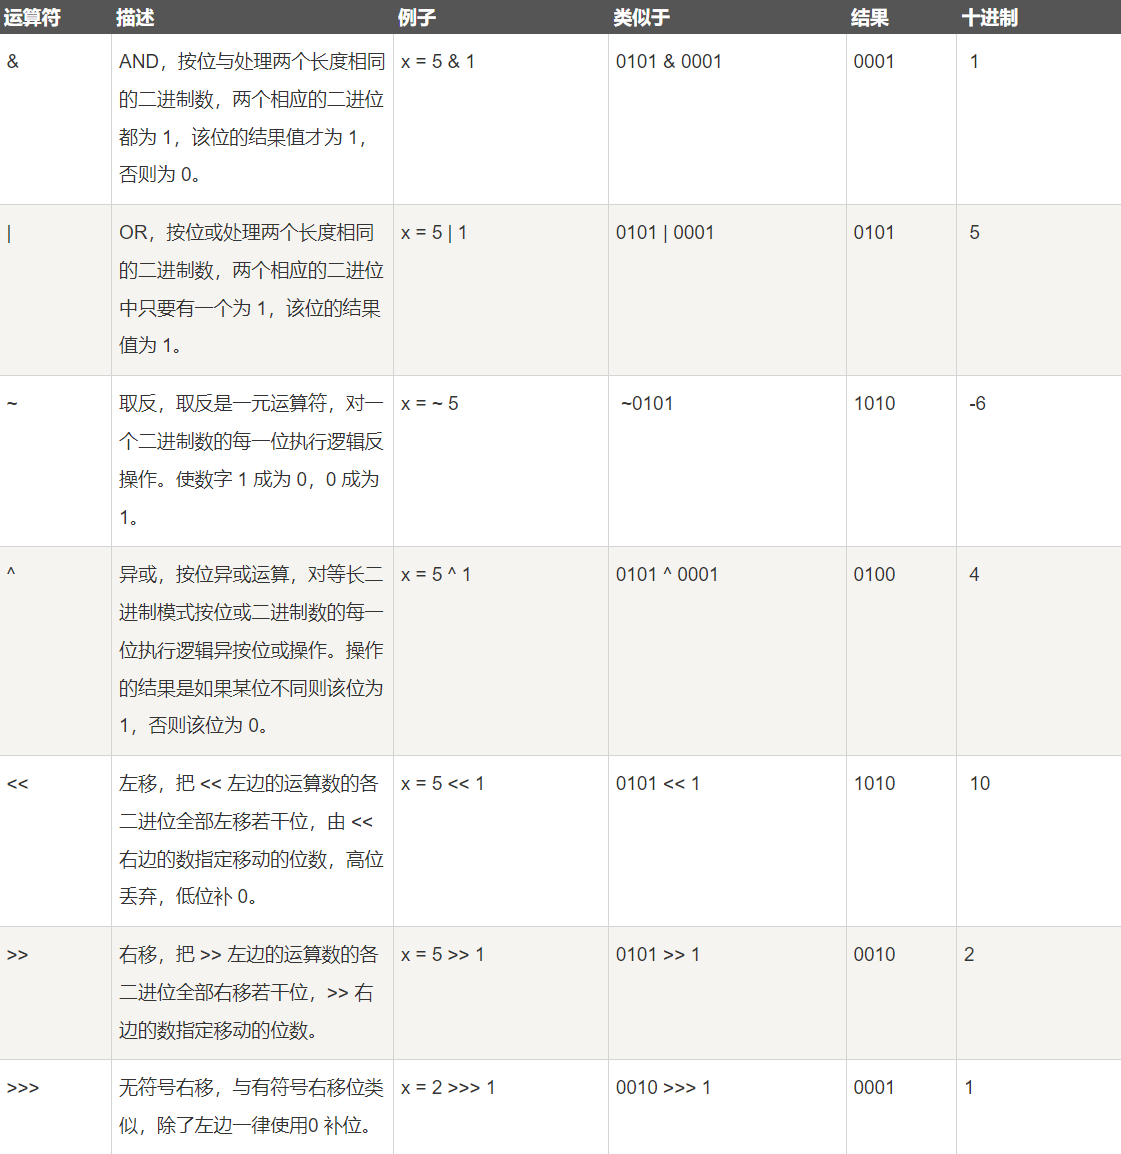 运算符 描述 例子 类似于 结果 十进制
& AND，按位与处理两个长度相同 x = 5 & 1 0101 & 0001 0001 1
的二进制数，两个相应的二进位
都为 1，该位的结果值才为 1，
否则为 0。
| OR，按位或处理两个长度相同 x = 5 | 1 0101 | 0001 0101 5
的二进制数，两个相应的二进位
中只要有一个为 1，该位的结果
值为 1。
~ 取反，取反是一元运算符，对一 x = ~ 5 ~0101 1010 -6
个二进制数的每一位执行逻辑反
操作。使数字 1 成为 0，0 成为
1。
^ 异或，按位异或运算，对等长二 x = 5 ^ 1 0101 ^ 0001 0100 4
进制模式按位或二进制数的每一
位执行逻辑异按位或操作。操作
的结果是如果某位不同则该位为
1，否则该位为 0。
<< 左移，把 << 左边的运算数的各 x = 5 << 1 0101 << 1 1010 10
二进位全部左移若干位，由 <<
右边的数指定移动的位数，高位
丢弃，低位补 0。
>> 右移，把 >> 左边的运算数的各 x = 5 >> 1 0101 >> 1 0010 2
二进位全部右移若干位，>> 右
边的数指定移动的位数。
>>> 无符号右移，与有符号右移位类 x = 2 >>> 1 0010 >>> 1 0001 1
似，除了左边一律使用0 补位。